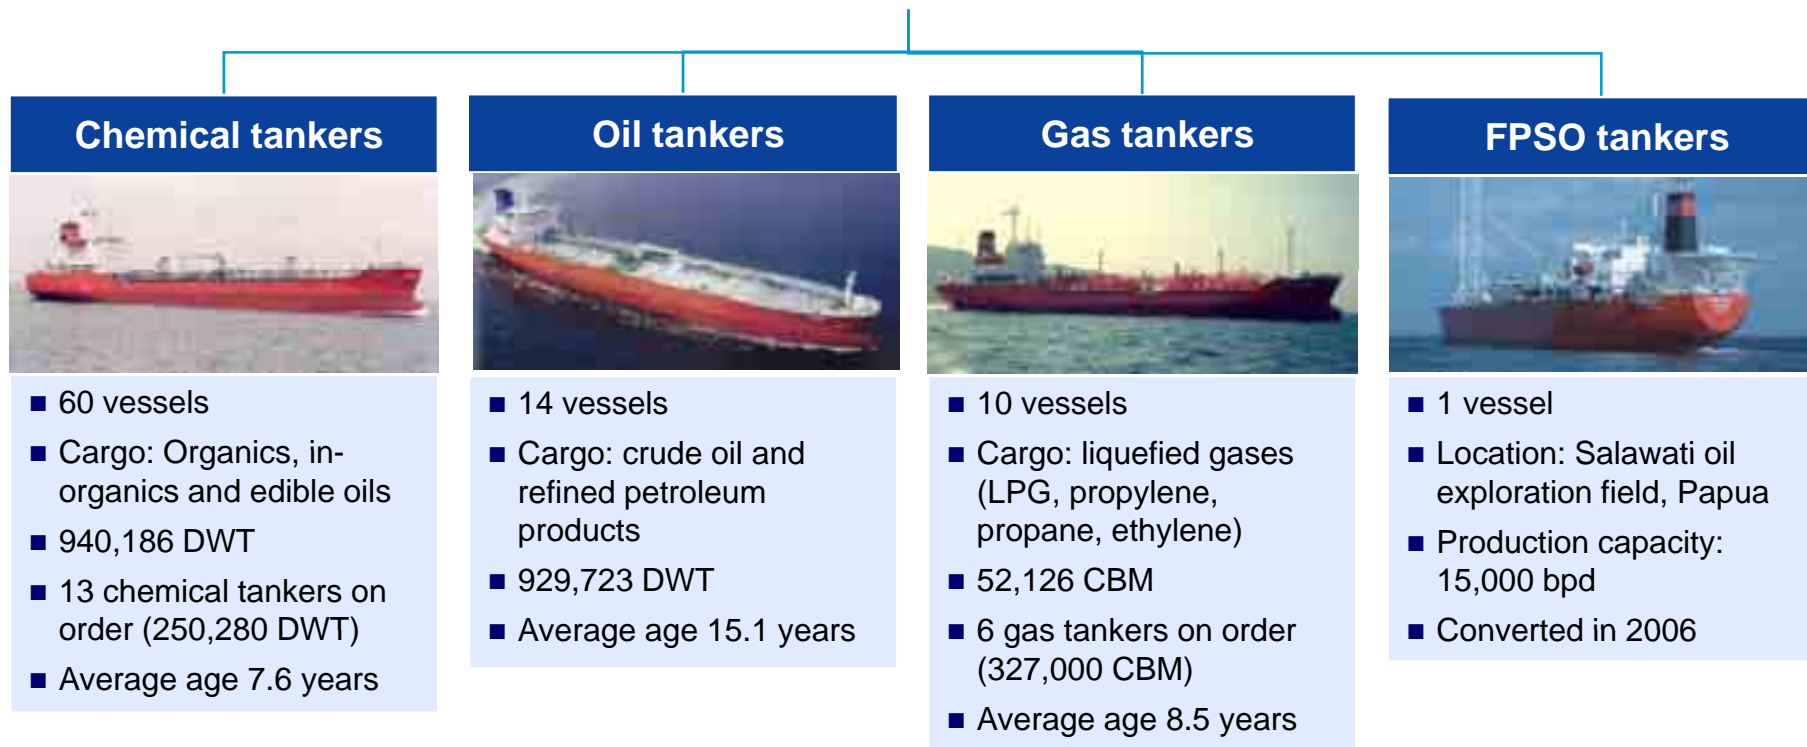 Chemical tankers
■ 60 vessels
■ Cargo: Organics, in-
organics and edible oils
■ 940,186 DWT
■ 13 chemical tankers on
order (250,280 DWT)
■ Average age 7.6 years
Oil tankers
■ 14 vessels
■ Cargo: crude oil and
refined petroleum
products
■ 929,723 DWT
■ Average age 15.1 years
Gas tankers
■ 10 vessels
■ Cargo: liquefied gases
(LPG, propylene,
propane, ethylene)
■ 52,126 CBM
■ 6 gas tankers on order
(327,000 CBM)
■ Average age 8.5 years
FPSO tankers
■ 1 vessel
■ Location: Salawati oil
exploration field, Papua
■ Production capacity:
15,000 bpd
■ Converted in 2006